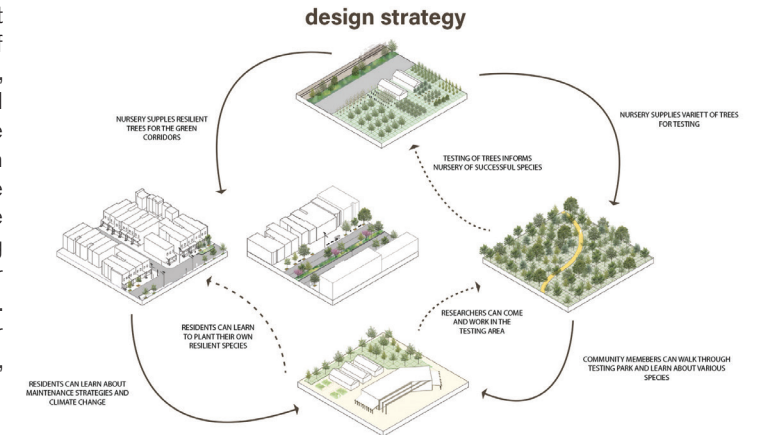 design strategy
NURSERY SUPPLES RESILIENT
TREES FOR THE GREEN
CORRIDORS
NURSERY SUPPLIES VARIETT OF TREES
FOR TESTING
TESTING OF TREES INFORMS
NURSERY OF SUCCESSFUL SPECIES
RESIDENTS CAN LEARN
TO PLANT THEIR OWN
RESILIENT SPECIES
RESEARCHERS CAN COME
AND WORK IN THE
TESTING AREA
RESIDENTS CAN LEARN ABOUT
MAINTENANCE STRATEGIES AND
CLIMATE CHANGE
COMMUNITY MEMEBERS CAN WALK THROUGH
TESTING PARK AND LEARN ABOUT VARIOUS
SPECIES